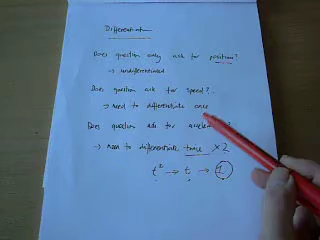 Differentiation
Does question only ask for position?
→ undifferentiated
Does question ask for speed?
→ need to differentiate once
Does question ask for acceler
→ need to differentiate twice ×2
t² → t → 1